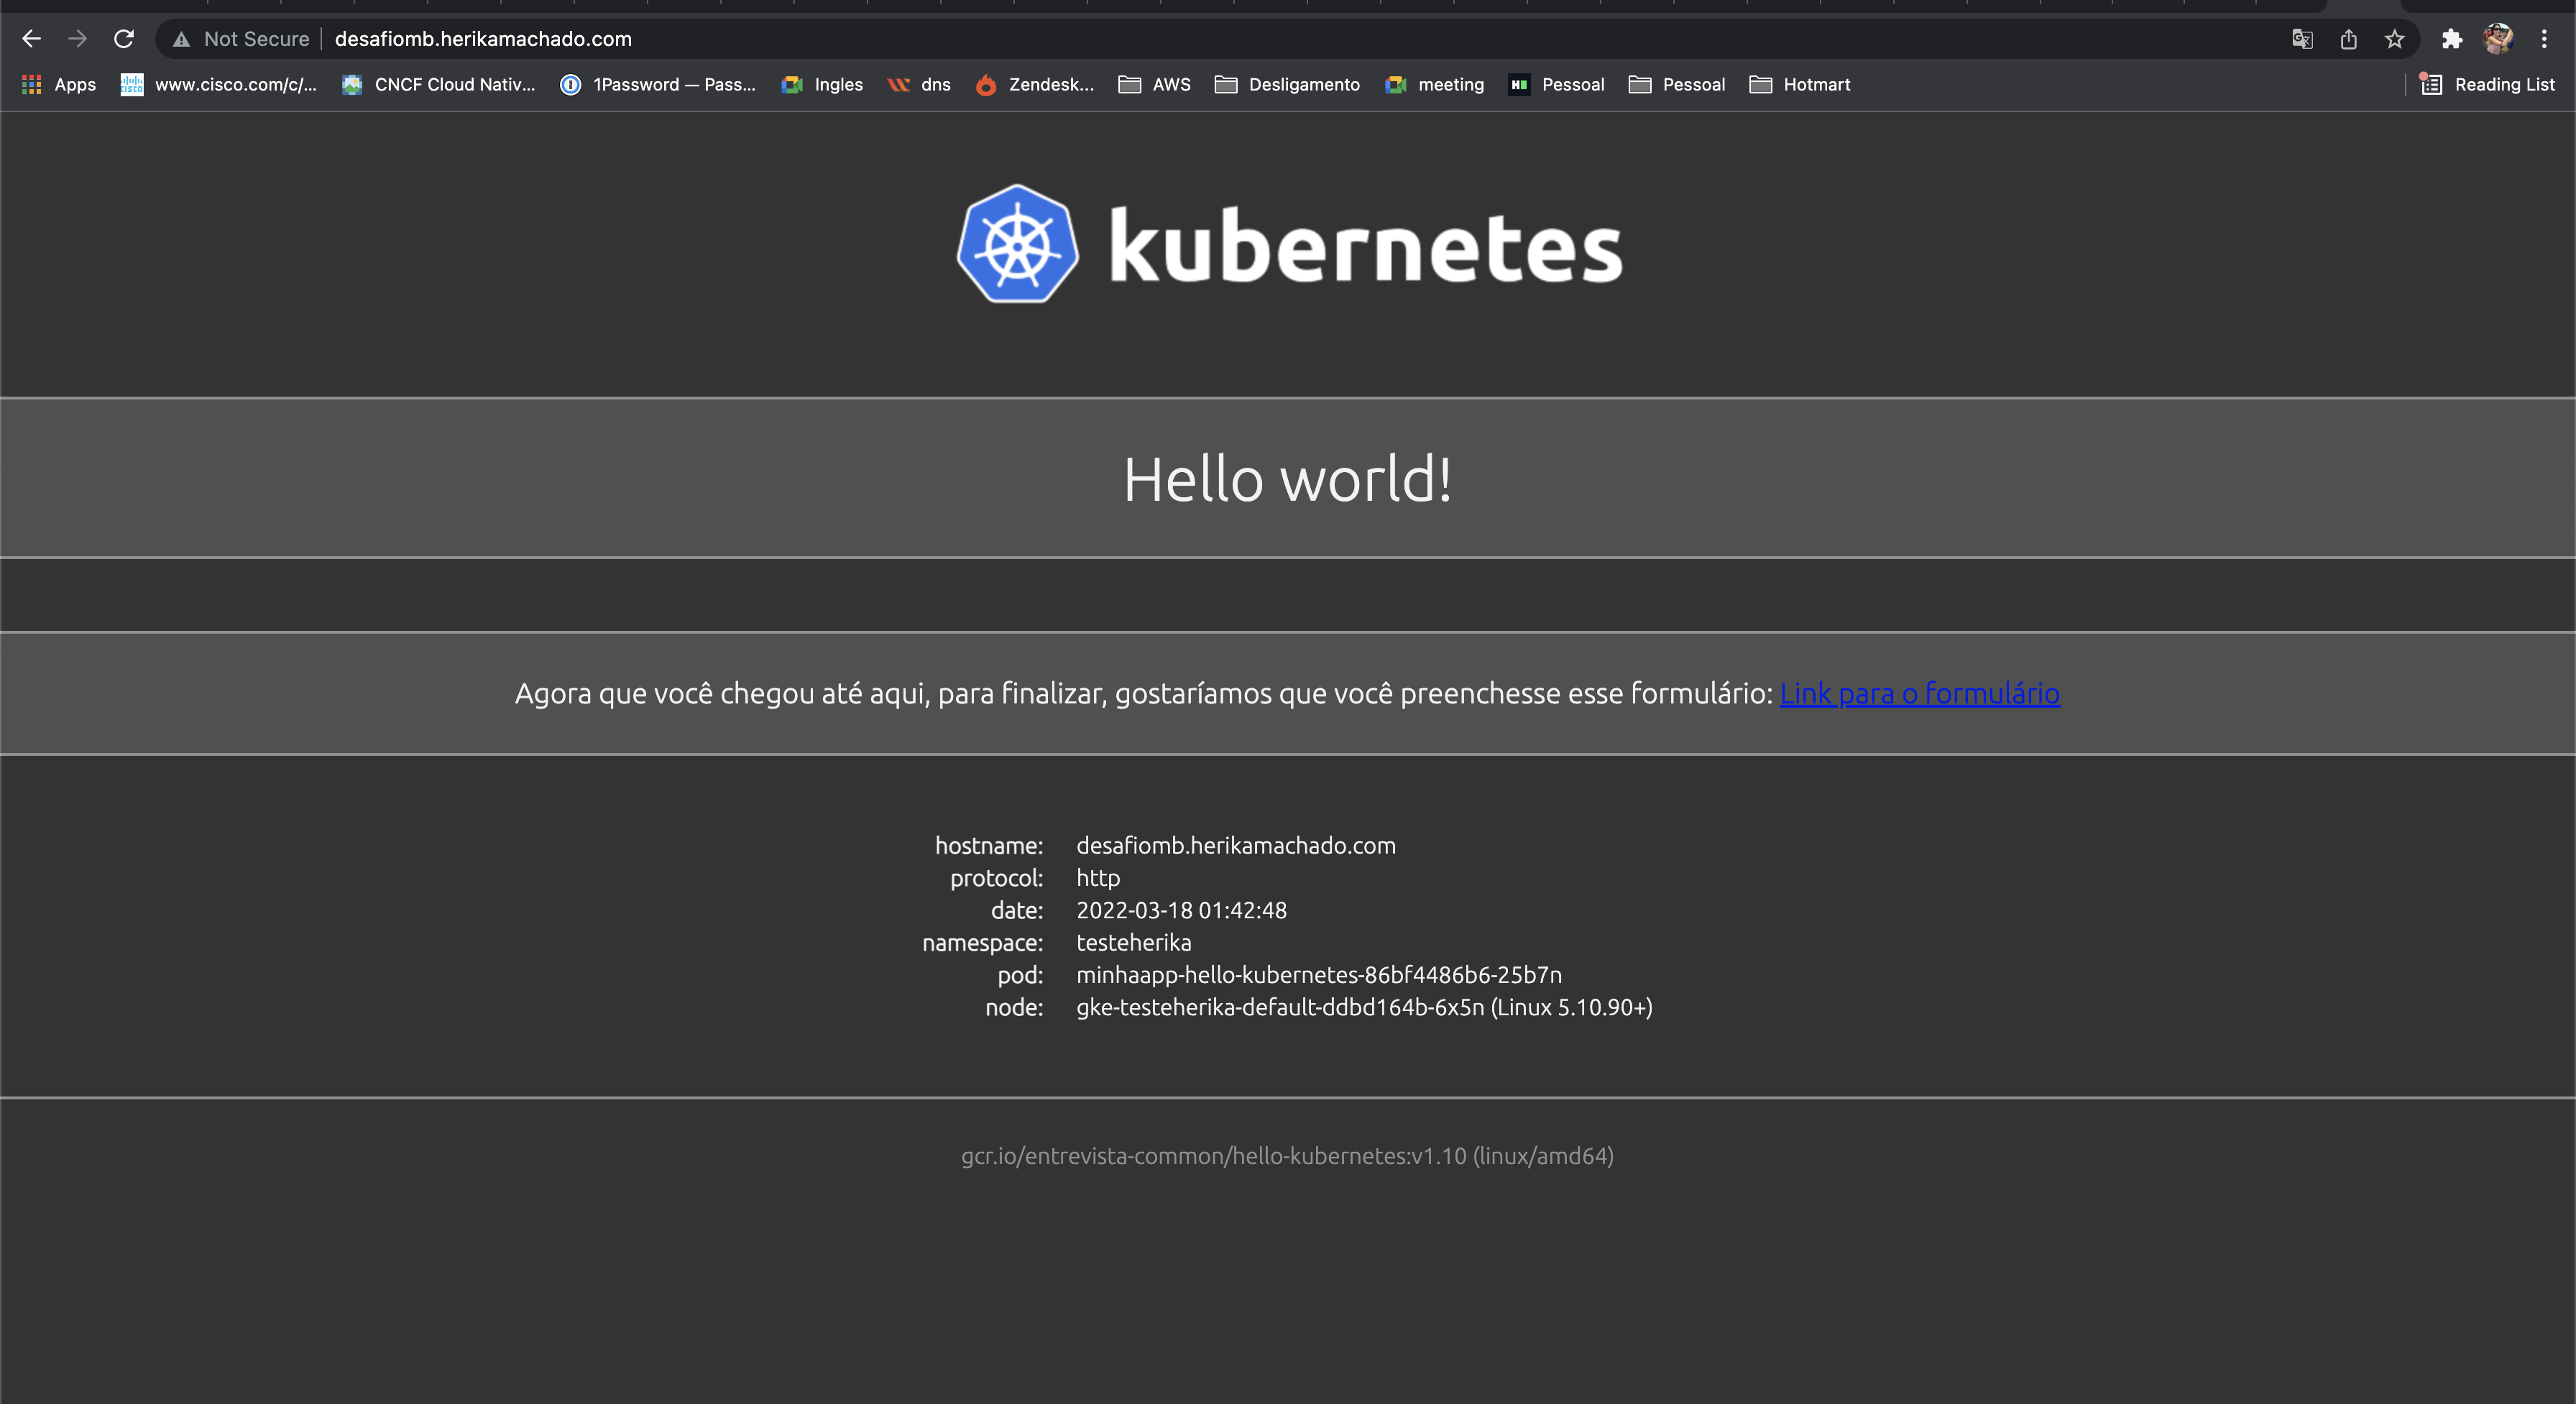 Not Secure | desafiomb.herikamachado.com
Apps www.cisco.com/c/... CNCF Cloud Nativ... 1Password — Pass... Ingles dns Zendesk... AWS Desligamento meeting Pessoal Pessoal Hotmart Reading List
kubernetes
Hello world!
Agora que você chegou até aqui, para finalizar, gostaríamos que você preenchesse esse formulário: Link para o formulário
hostname: desafiomb.herikamachado.com
protocol: http
date: 2022-03-18 01:42:48
namespace: testeherika
pod: minhaapp-hello-kubernetes-86bf4486b6-25b7n
node: gke-testeherika-default-ddbd164b-6x5n (Linux 5.10.90+)
gcr.io/entrevista-common/hello-kubernetes:v1.10 (linux/amd64)